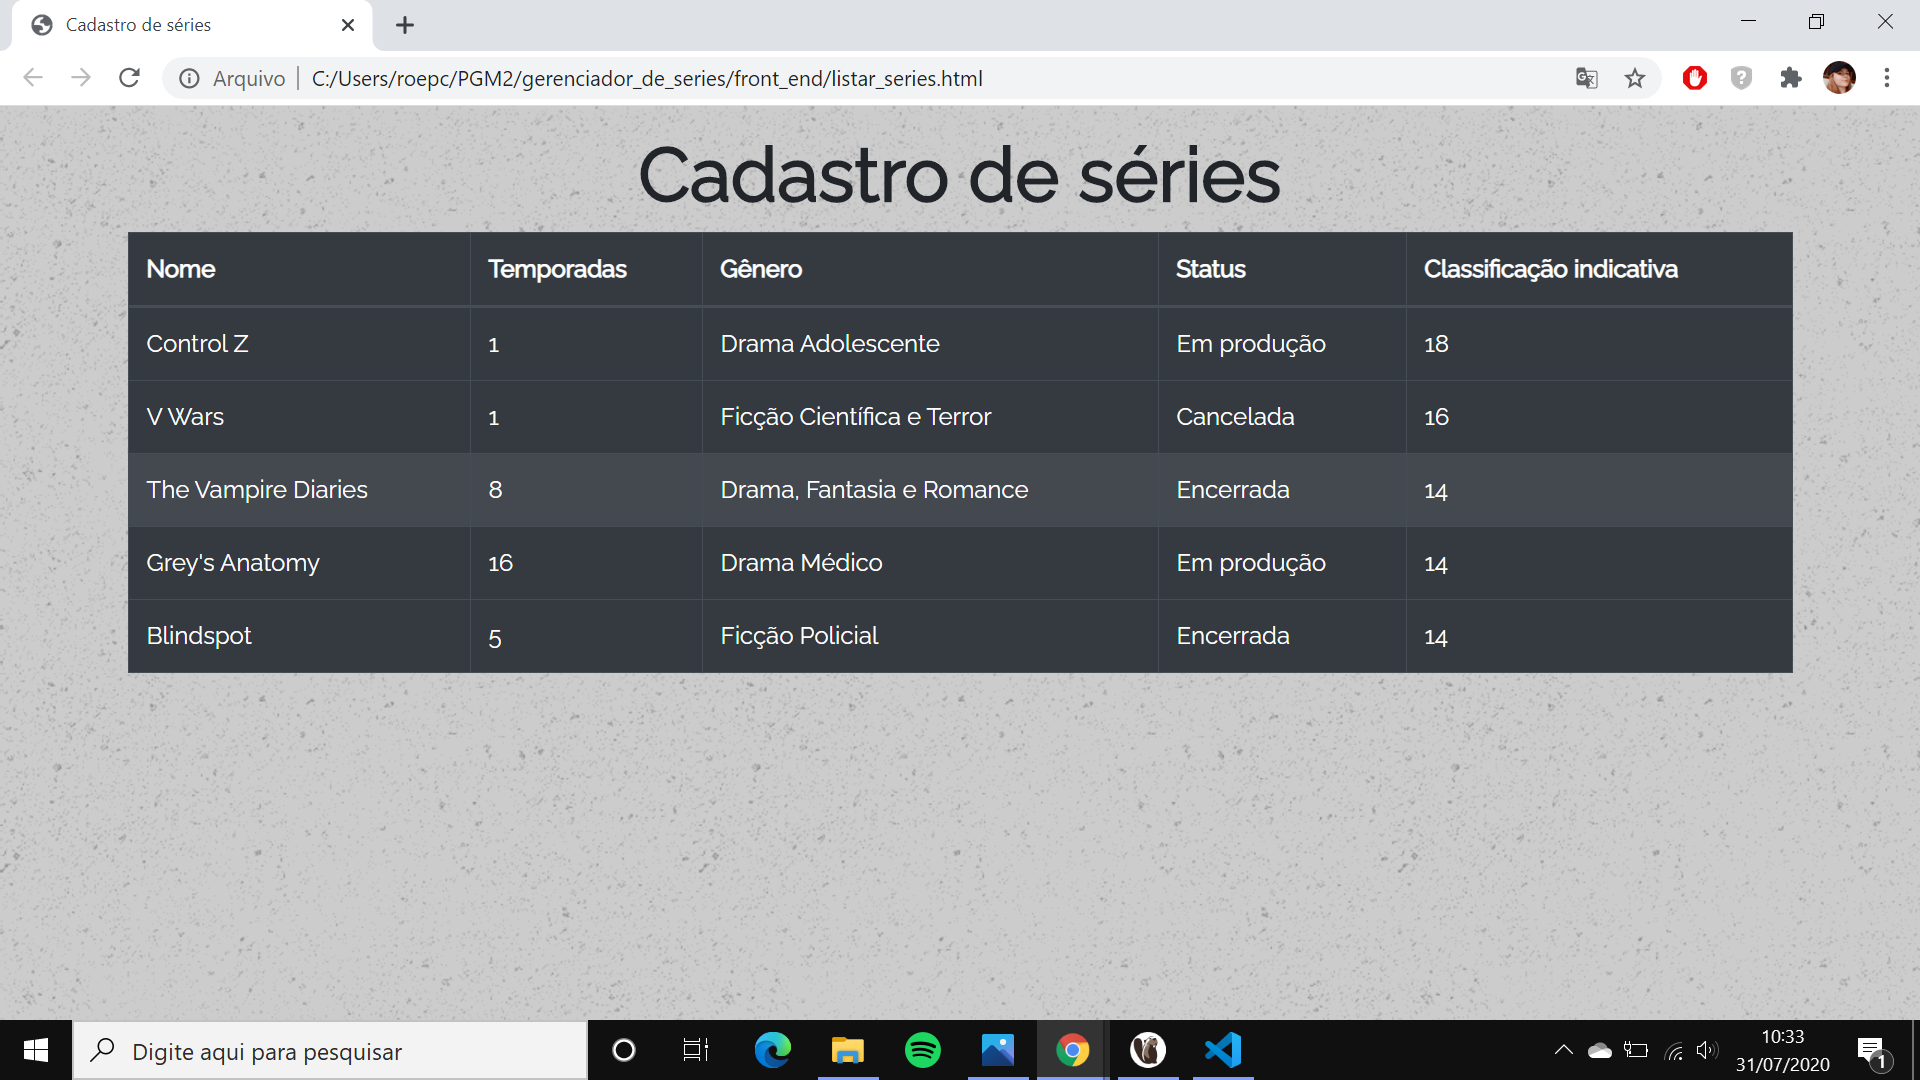 Cadastro de séries
Arquivo | C:/Users/roepc/PGM2/gerenciador_de_series/front_end/listar_series.html
Cadastro de séries
Nome Temporadas Gênero Status Classificação indicativa
Control Z 1 Drama Adolescente Em produção 18
V Wars 1 Ficção Científica e Terror Cancelada 16
The Vampire Diaries 8 Drama, Fantasia e Romance Encerrada 14
Grey's Anatomy 16 Drama Médico Em produção 14
Blindspot 5 Ficção Policial Encerrada 14
Digite aqui para pesquisar
10:33
31/07/2020
1